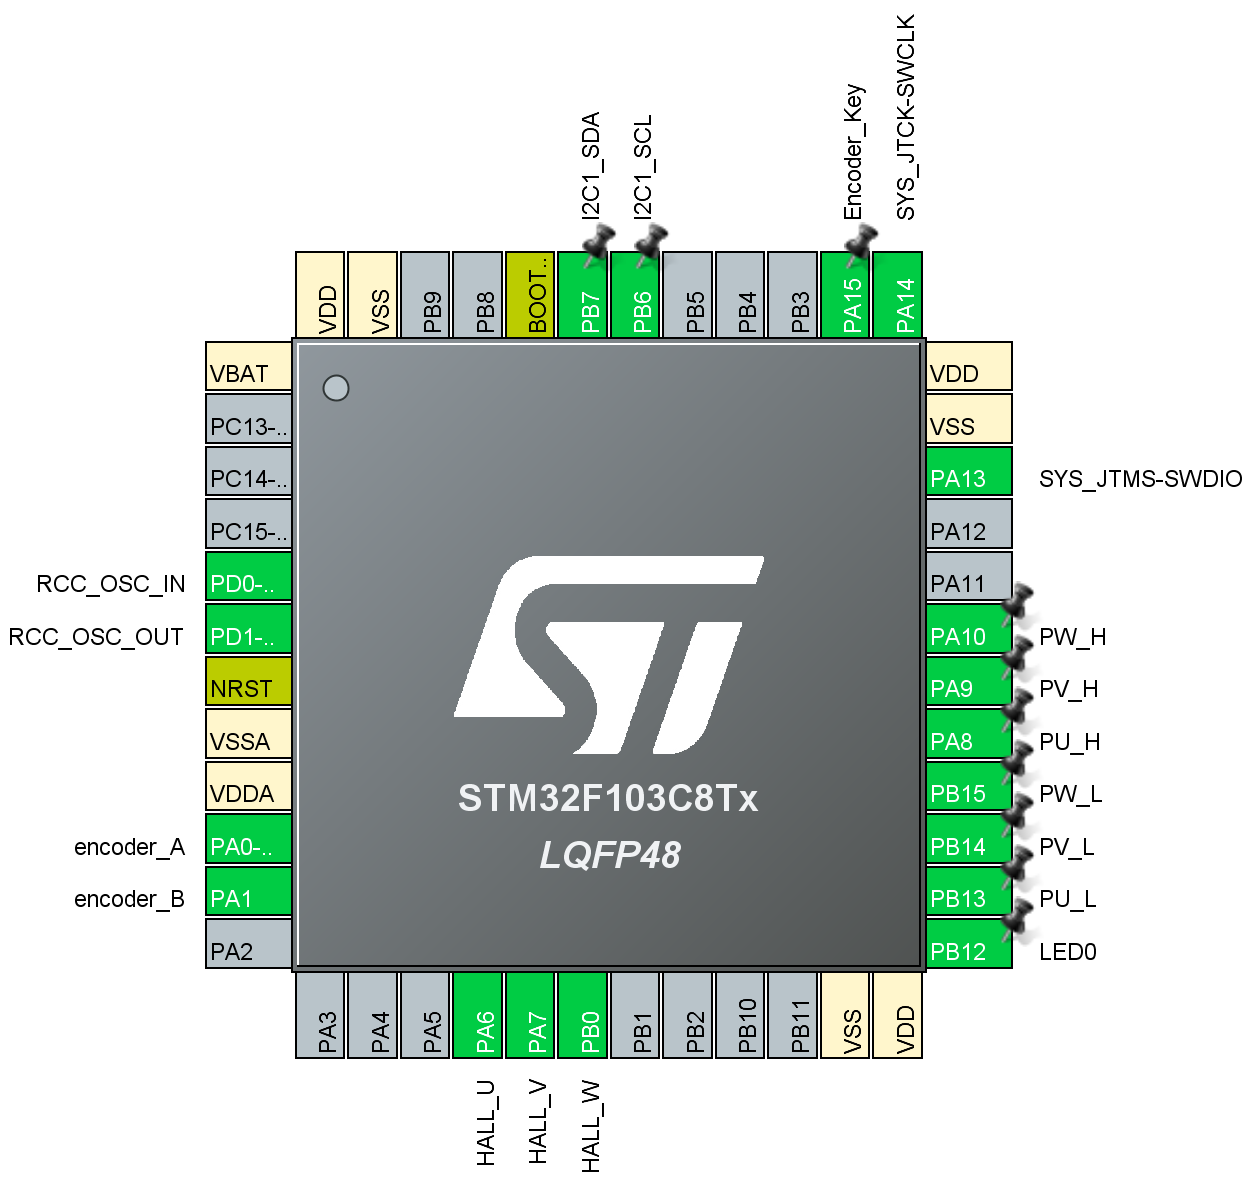 I2C1_SDA
I2C1_SCL
Encoder_Key
SYS_JTCK-SWCLK
VDD
VSS
PB9
PB8
BOOT..
PB7
PB6
PB5
PB4
PB3
PA15
PA14
VBAT
PC13-..
PC14-..
PC15-..
RCC_OSC_IN PD0-..
RCC_OSC_OUT PD1-..
NRST
VSSA
VDDA
encoder_A PA0-..
encoder_B PA1
PA2
ST
STM32F103C8Tx
LQFP48
VDD
VSS
PA13 SYS_JTMS-SWDIO
PA12
PA11
PA10 PW_H
PA9 PV_H
PA8 PU_H
PB15 PW_L
PB14 PV_L
PB13 PU_L
PB12 LED0
PA3
PA4
PA5
PA6
PA7
PB0
PB1
PB2
PB10
PB11
VSS
VDD
HALL_U
HALL_V
HALL_W